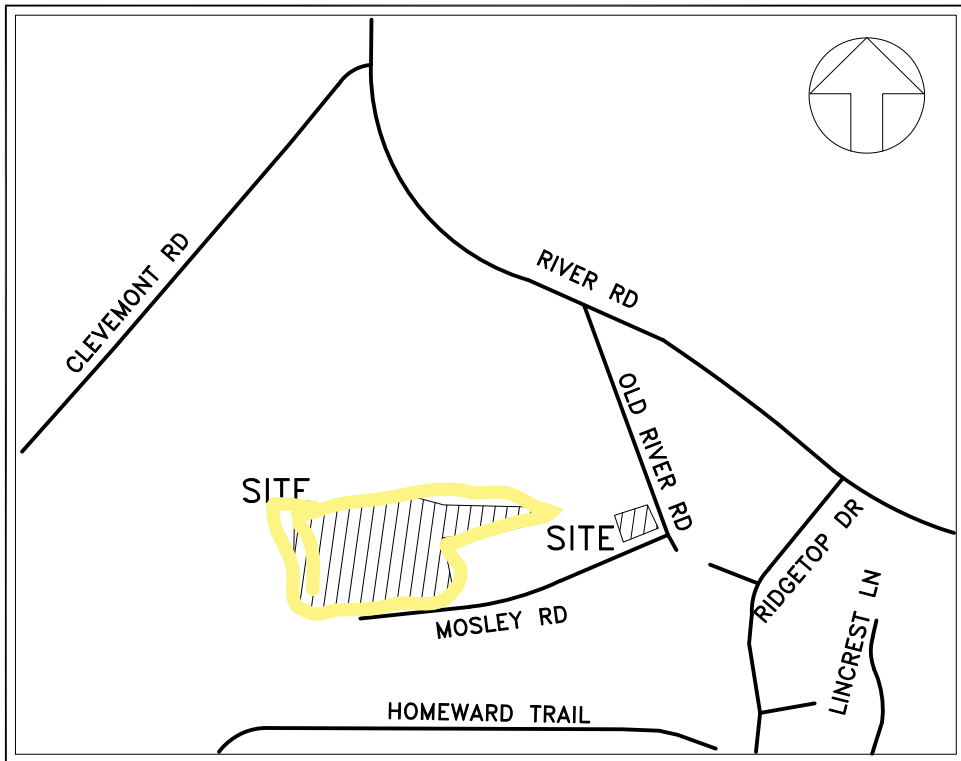 RIVER RD
CLEVEMONT RD
OLD RIVER RD
SITE
SITE
RIDGETOP DR
LINCREST LN
MOSLEY RD
HOMEWARD TRAIL